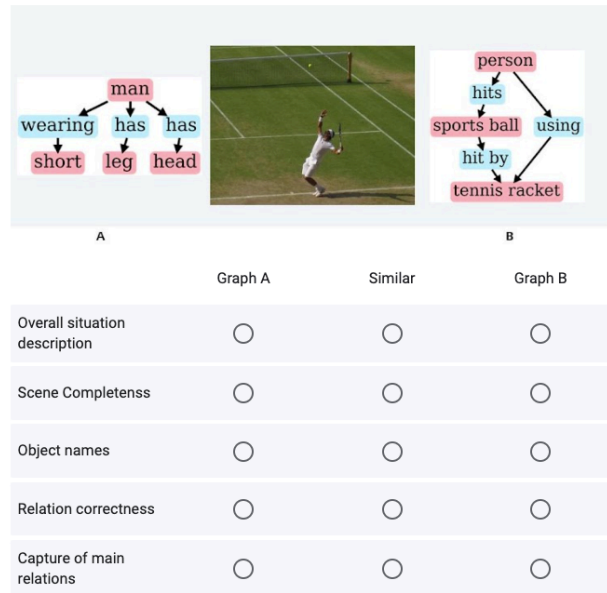 man
wearing has has
short leg head
person
hits
sports ball using
hit by
tennis racket
A B
Graph A Similar Graph B
Overall situation
description
Scene Completenss
Object names
Relation correctness
Capture of main
relations